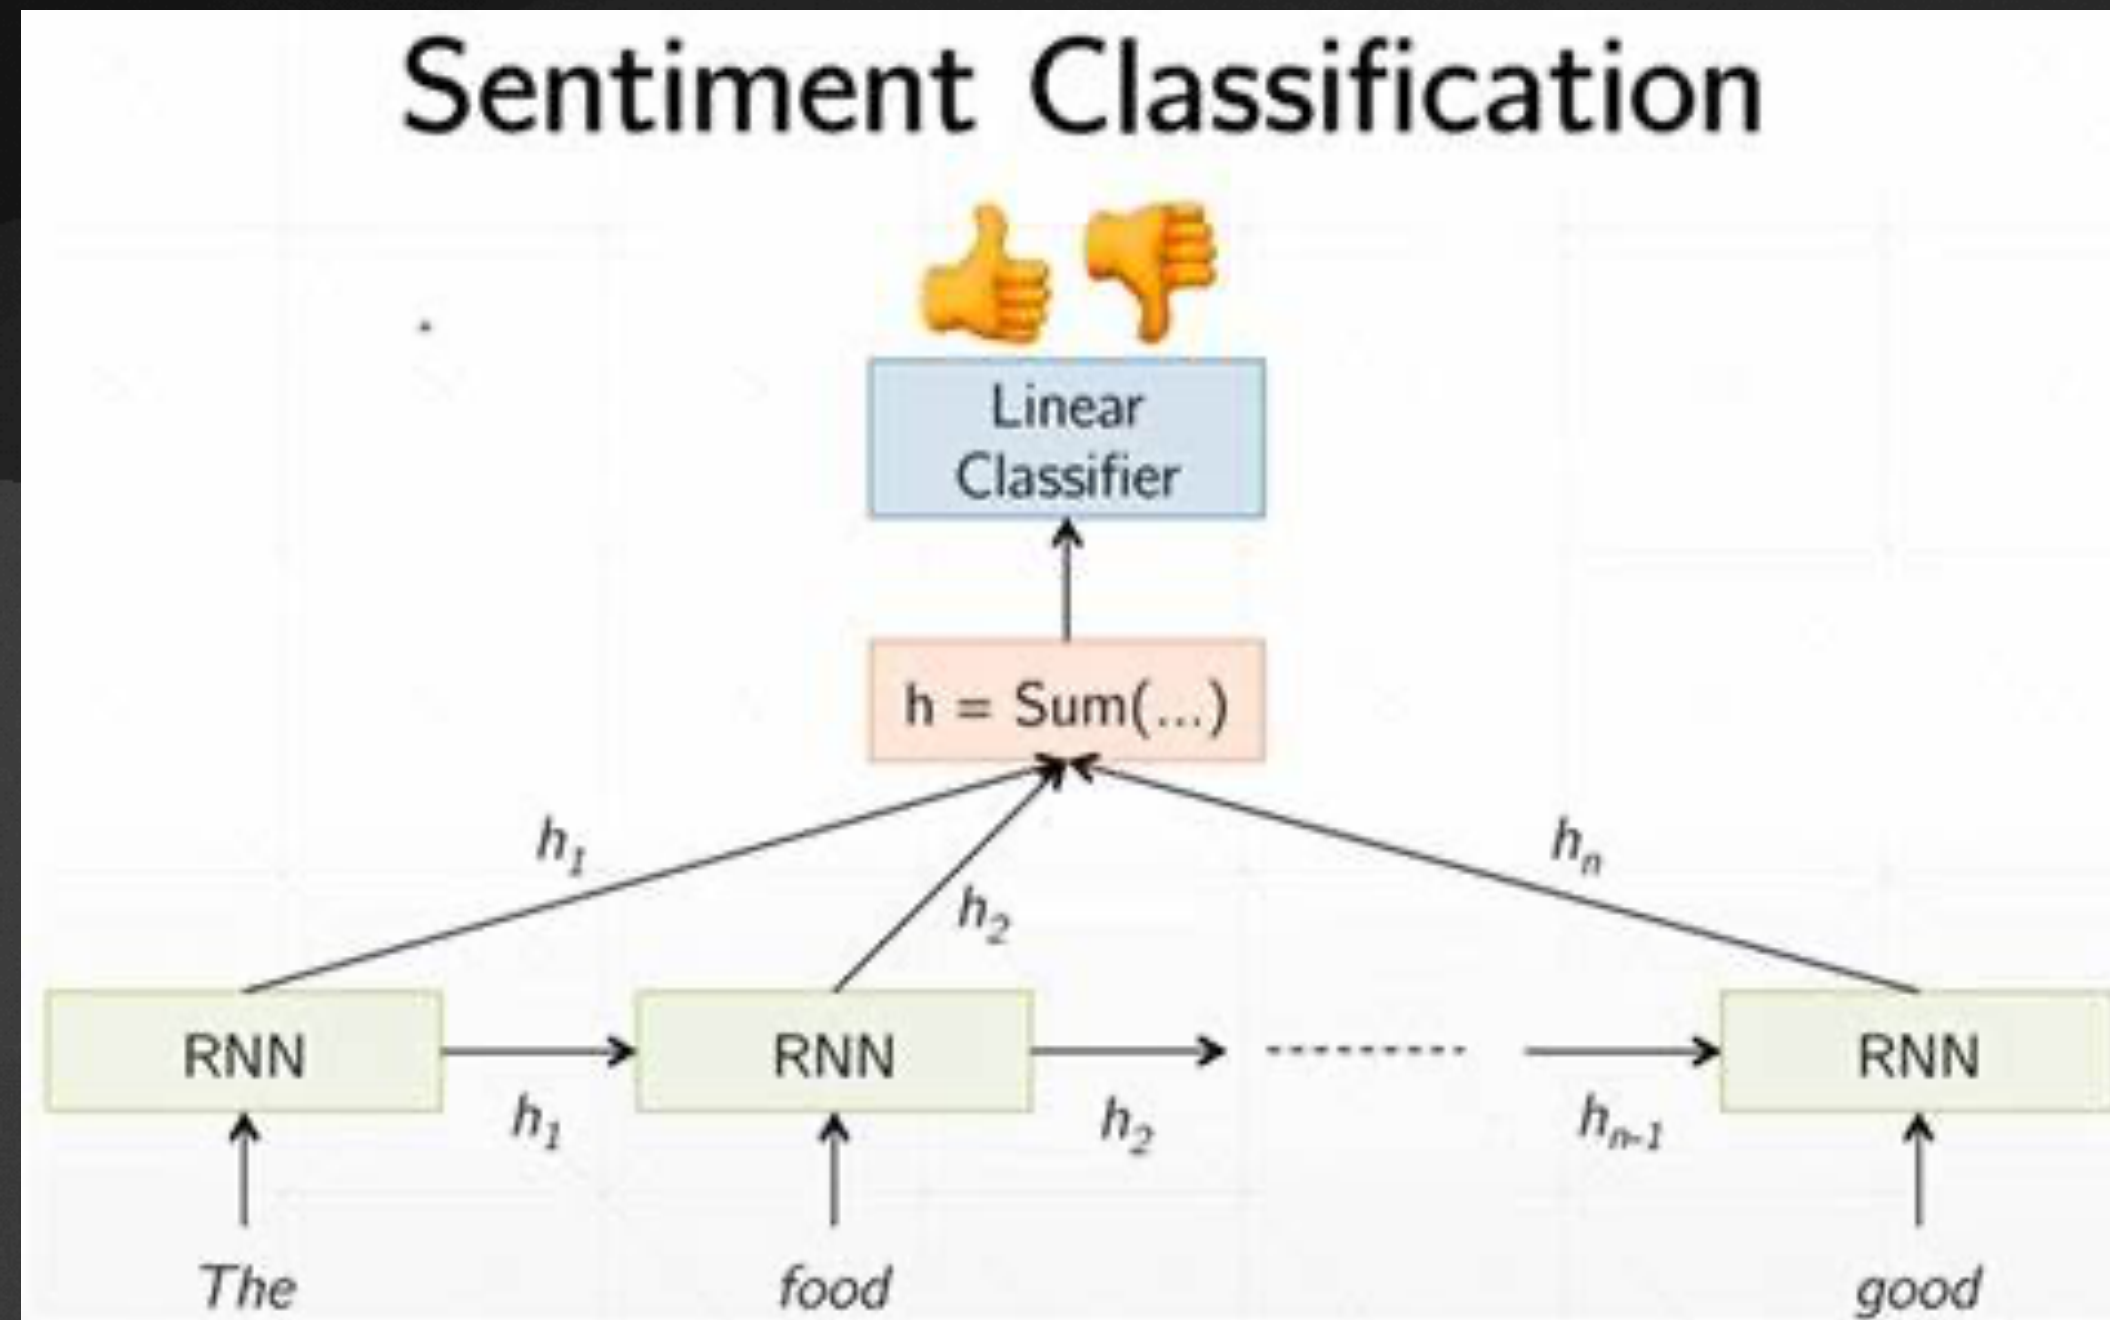 Sentiment Classification
Linear
Classifier
h = Sum(...)
h₁
h₂
hₙ
RNN
RNN
RNN
h₁
h₂
hₙ₋₁
The
food
good